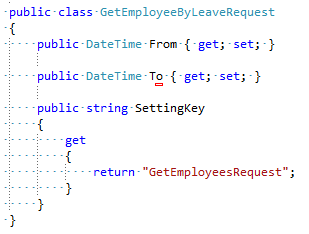 public class GetEmployeeByLeaveRequest
{
public DateTime From { get; set; }
public DateTime To { get; set; }
public string SettingKey
{
get
{
return "GetEmployeesRequest";
}
}
}